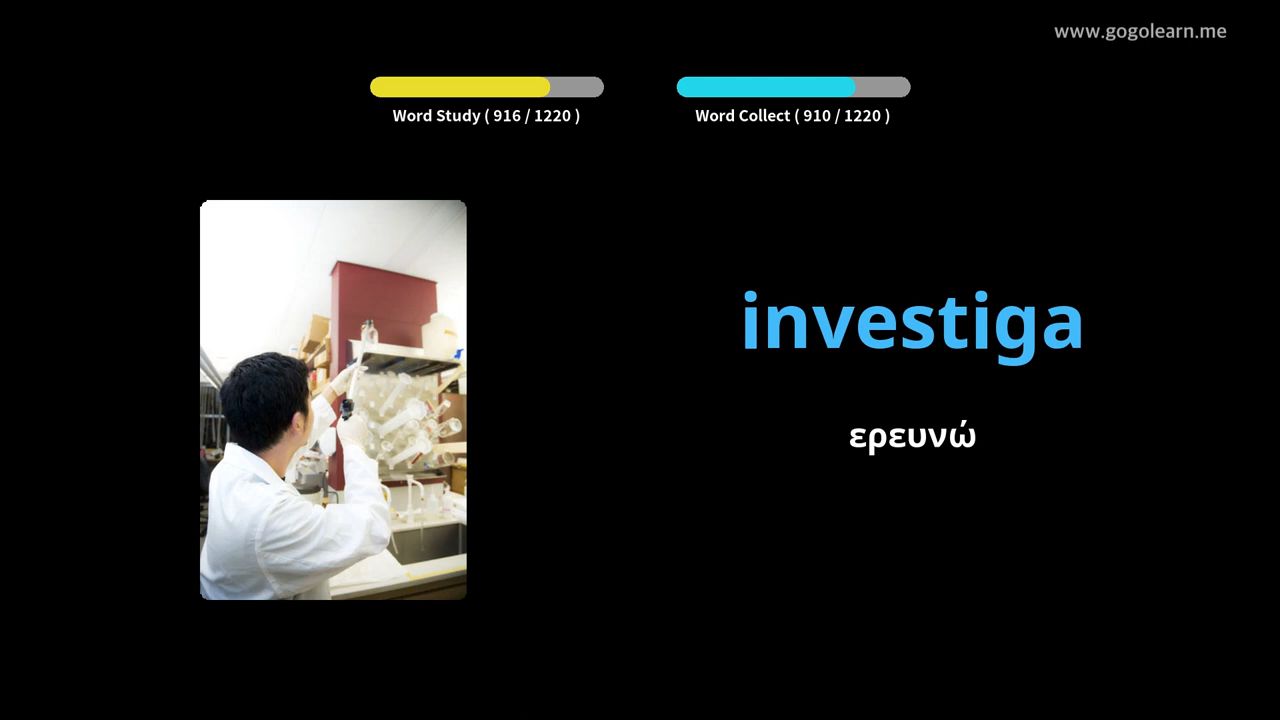 www.gogolearn.me
Word Study ( 916 / 1220 )
Word Collect ( 910 / 1220 )
investiga
ερευνώ